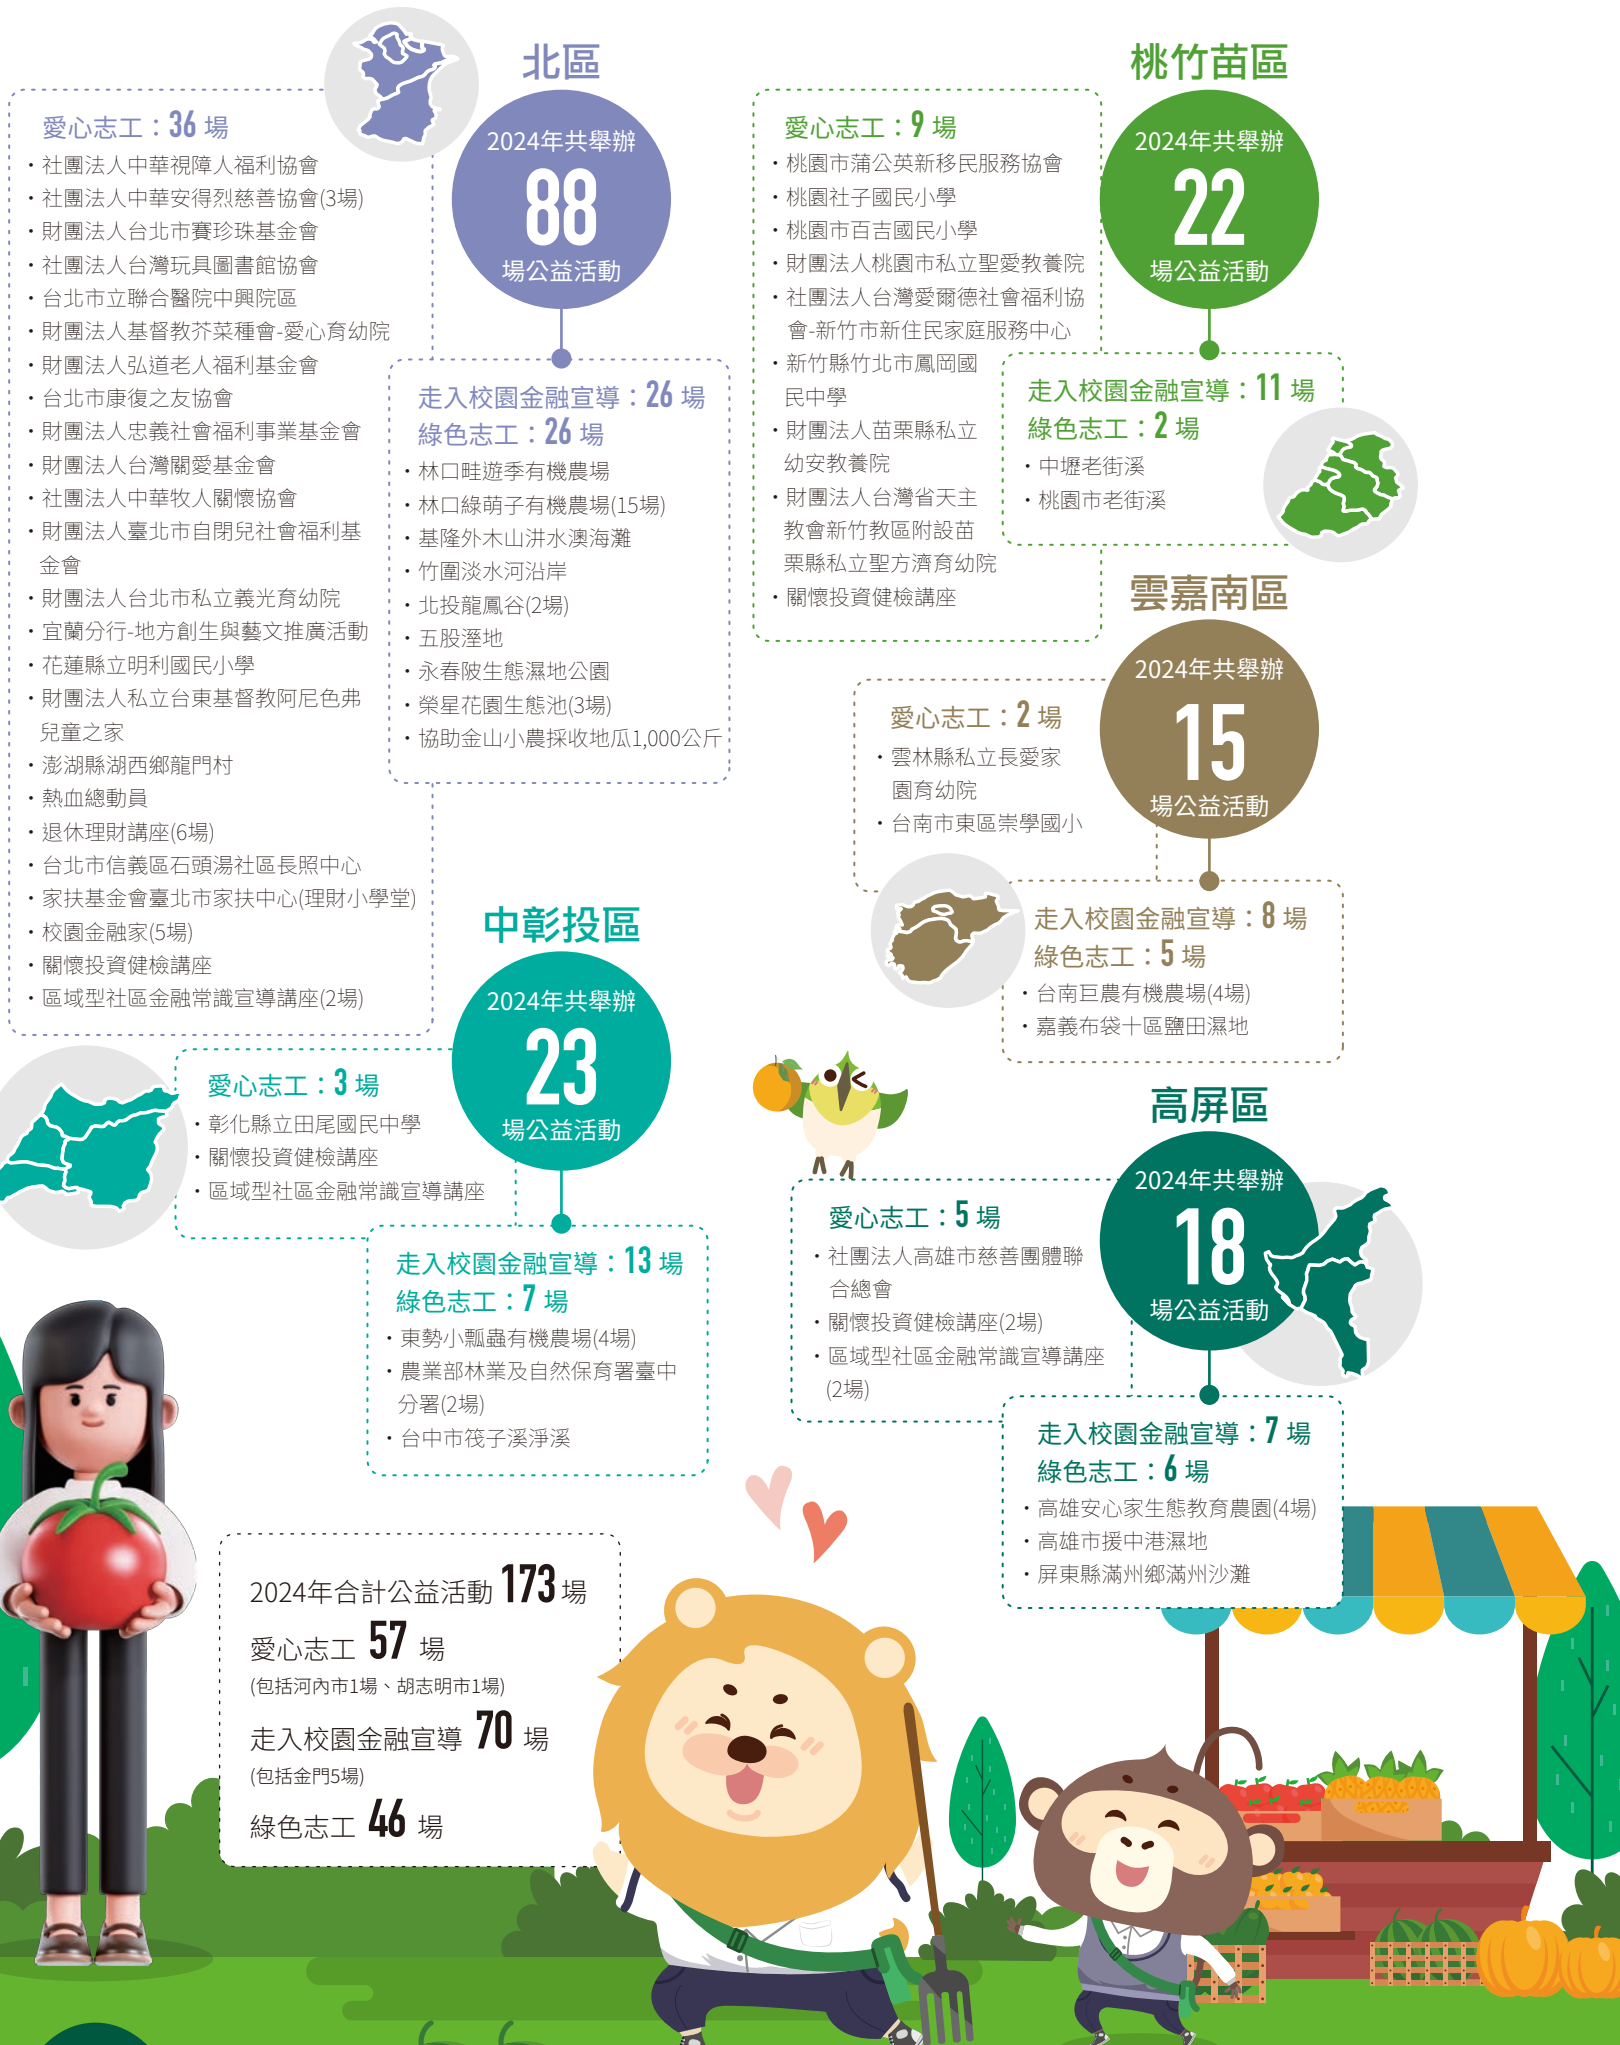 北區
2024年共舉辦
88
場公益活動
愛心志工：36 場
・社團法人中華視障人福利協會
・社團法人中華安得烈慈善協會(3場)
・財團法人台北市賽珍珠基金會
・社團法人台灣玩具圖書館協會
・台北市立聯合醫院中興院區
・財團法人基督教芥菜種會-愛心育幼院
・財團法人弘道老人福利基金會
・台北市康復之友協會
・財團法人忠義社會福利事業基金會
・財團法人台灣關愛基金會
・社團法人中華牧人關懷協會
・財團法人臺北市自閉兒社會福利基
金會
・財團法人台北市私立義光育幼院
・宜蘭分行-地方創生與藝文推廣活動
・花蓮縣立明利國民小學
・財團法人私立台東基督教阿尼色弗
兒童之家
・澎湖縣湖西鄉龍門村
・熱血總動員
・退休理財講座(6場)
・台北市信義區石頭湯社區長照中心
・家扶基金會臺北市家扶中心(理財小學堂)
・校園金融家(5場)
・關懷投資健檢講座
・區域型社區金融常識宣導講座(2場)
走入校園金融宣導：26 場
綠色志工：26 場
・林口畦遊季有機農場
・林口綠萌子有機農場(15場)
・基隆外木山汫水澳海灘
・竹圍淡水河沿岸
・北投龍鳳谷(2場)
・五股溼地
・永春陂生態濕地公園
・榮星花園生態池(3場)
・協助金山小農採收地瓜1,000公斤
桃竹苗區
2024年共舉辦
22
場公益活動
愛心志工：9 場
・桃園市蒲公英新移民服務協會
・桃園社子國民小學
・桃園市百吉國民小學
・財團法人桃園市私立聖愛教養院
・社團法人台灣愛爾德社會福利協
會-新竹市新住民家庭服務中心
・新竹縣竹北市鳳岡國
民中學
・財團法人苗栗縣私立
幼安教養院
・財團法人台灣省天主
教會新竹教區附設苗
栗縣私立聖方濟育幼院
・關懷投資健檢講座
走入校園金融宣導：11 場
綠色志工：2 場
・中壢老街溪
・桃園市老街溪
雲嘉南區
2024年共舉辦
15
場公益活動
愛心志工：2 場
・雲林縣私立長愛家
園育幼院
・台南市東區崇學國小
走入校園金融宣導：8 場
綠色志工：5 場
・台南巨農有機農場(4場)
・嘉義布袋十區鹽田濕地
中彰投區
2024年共舉辦
23
場公益活動
愛心志工：3 場
・彰化縣立田尾國民中學
・關懷投資健檢講座
・區域型社區金融常識宣導講座
走入校園金融宣導：13 場
綠色志工：7 場
・東勢小瓢蟲有機農場(4場)
・農業部林業及自然保育署臺中
分署(2場)
・台中市筏子溪淨溪
高屏區
2024年共舉辦
18
場公益活動
愛心志工：5 場
・社團法人高雄市慈善團體聯
合總會
・關懷投資健檢講座(2場)
・區域型社區金融常識宣導講座
(2場)
走入校園金融宣導：7 場
綠色志工：6 場
・高雄安心家生態教育農園(4場)
・高雄市援中港濕地
・屏東縣滿州鄉滿州沙灘
2024年合計公益活動 173 場
愛心志工 57 場
(包括河內市1場、胡志明市1場)
走入校園金融宣導 70 場
(包括金門5場)
綠色志工 46 場